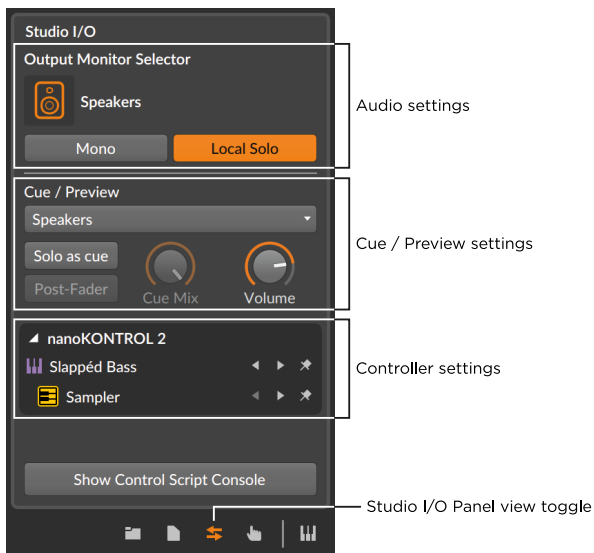 Studio I/O
Output Monitor Selector
Speakers
Mono
Local Solo
Audio settings
Cue / Preview
Speakers
Solo as cue
Post-Fader
Cue Mix
Volume
Cue / Preview settings
nanoKONTROL 2
Slappéd Bass
Sampler
Controller settings
Show Control Script Console
Studio I/O Panel view toggle